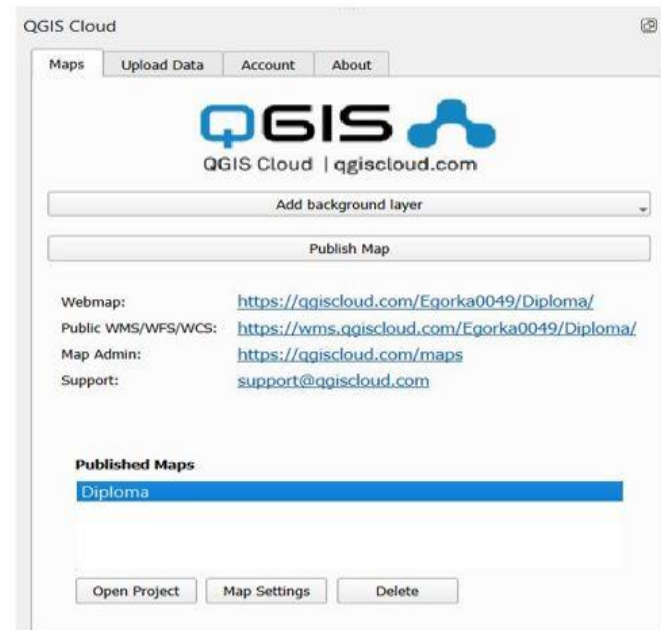 QGIS Cloud
Maps Upload Data Account About
QGIS
QGIS Cloud | qgiscloud.com
Add background layer
Publish Map
Webmap: https://qgiscloud.com/Egorka0049/Diploma/
Public WMS/WFS/WCS: https://wms.qgiscloud.com/Egorka0049/Diploma/
Map Admin: https://qgiscloud.com/maps
Support: support@qgiscloud.com
Published Maps
Diploma
Open Project Map Settings Delete